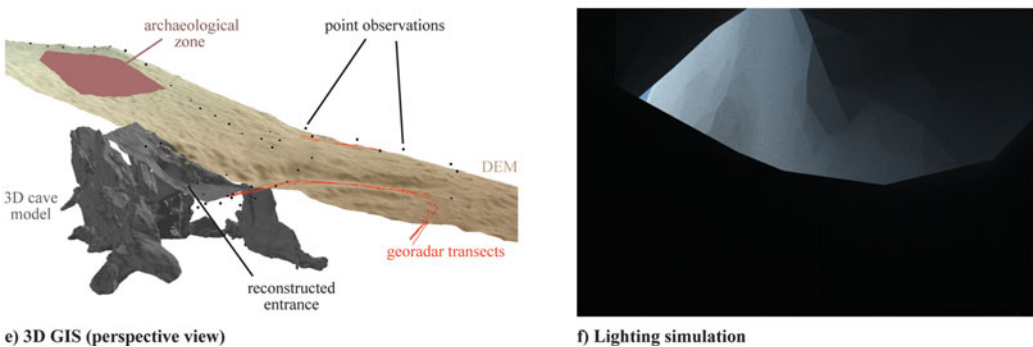 archaeological
zone
point observations
DEM
3D cave
model
georadar transects
reconstructed
entrance
e) 3D GIS (perspective view)
f) Lighting simulation